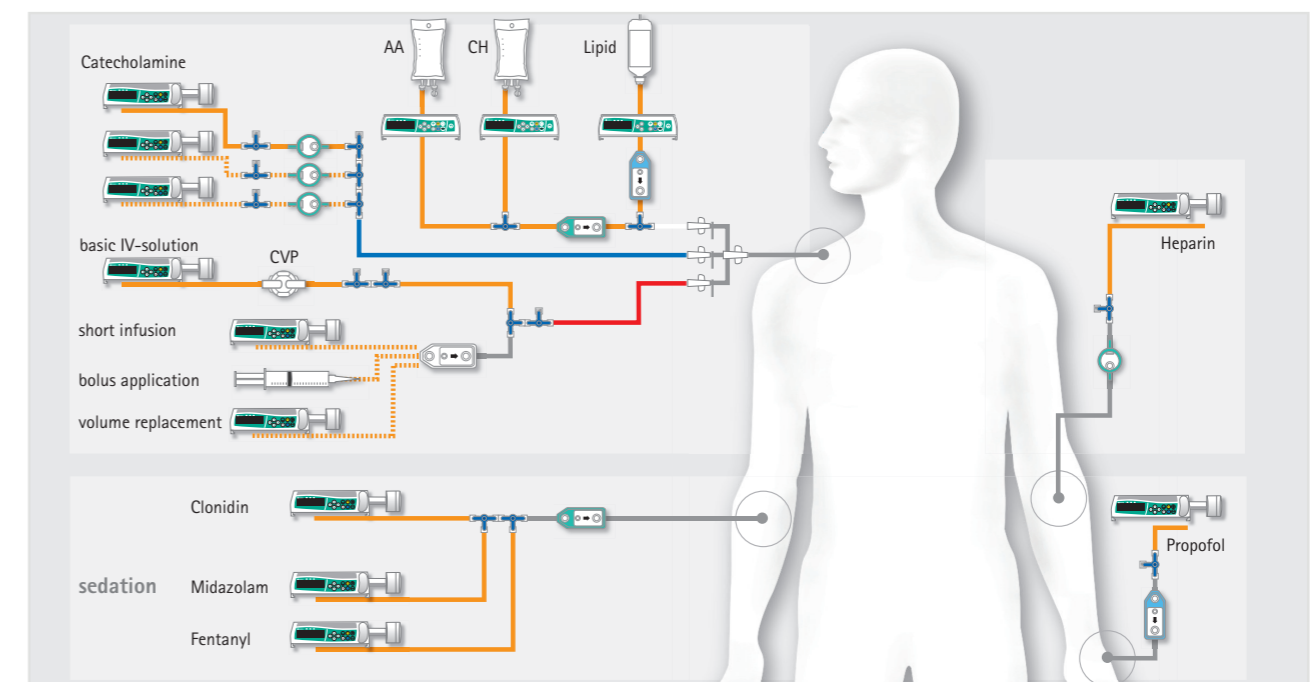 Catecholamine
AA
CH
Lipid
basic IV-solution
CVP
short infusion
bolus application
volume replacement
Heparin
sedation
Clonidin
Midazolam
Fentanyl
Propofol